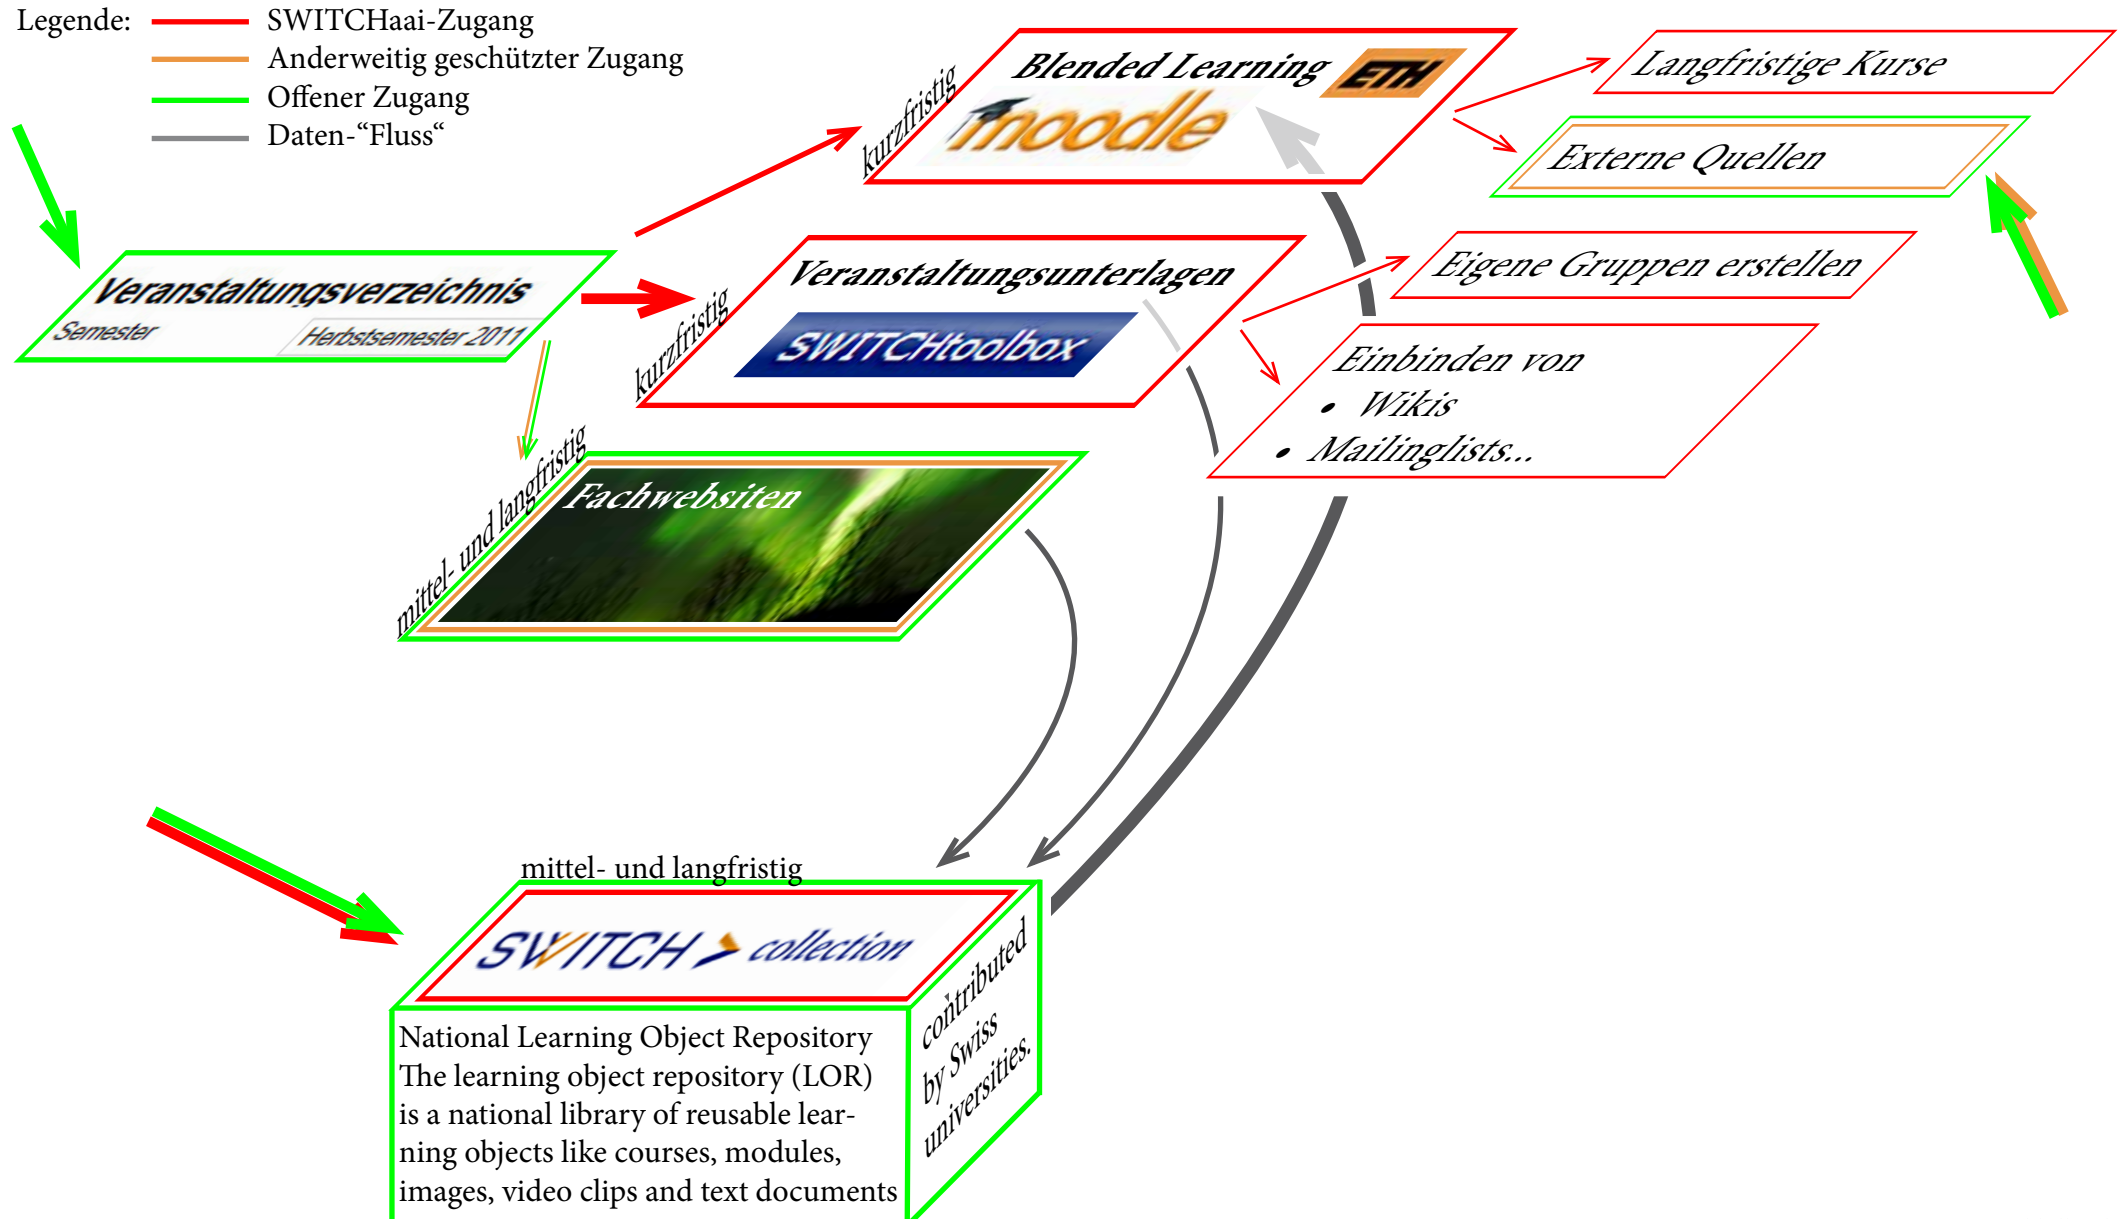 Legende:
SWITCHaai-Zugang
Anderweitig geschützter Zugang
Offener Zugang
Daten-“Fluss“
kurzfristig
Blended Learning
ETH
moodle
Langfristige Kurse
Externe Quellen
Veranstaltungsverzeichnis
Semester
Herbstsemester 2011
kurzfristig
Veranstaltungsunterlagen
SWITCHtoolbox
Eigene Gruppen erstellen
Einbinden von
• Wikis
• Mailinglists...
mittel- und langfristig
Fachwebsiten
mittel- und langfristig
SWITCH collection
National Learning Object Repository
The learning object repository (LOR)
is a national library of reusable lear-
ning objects like courses, modules,
images, video clips and text documents
contributed
by Swiss
universities.